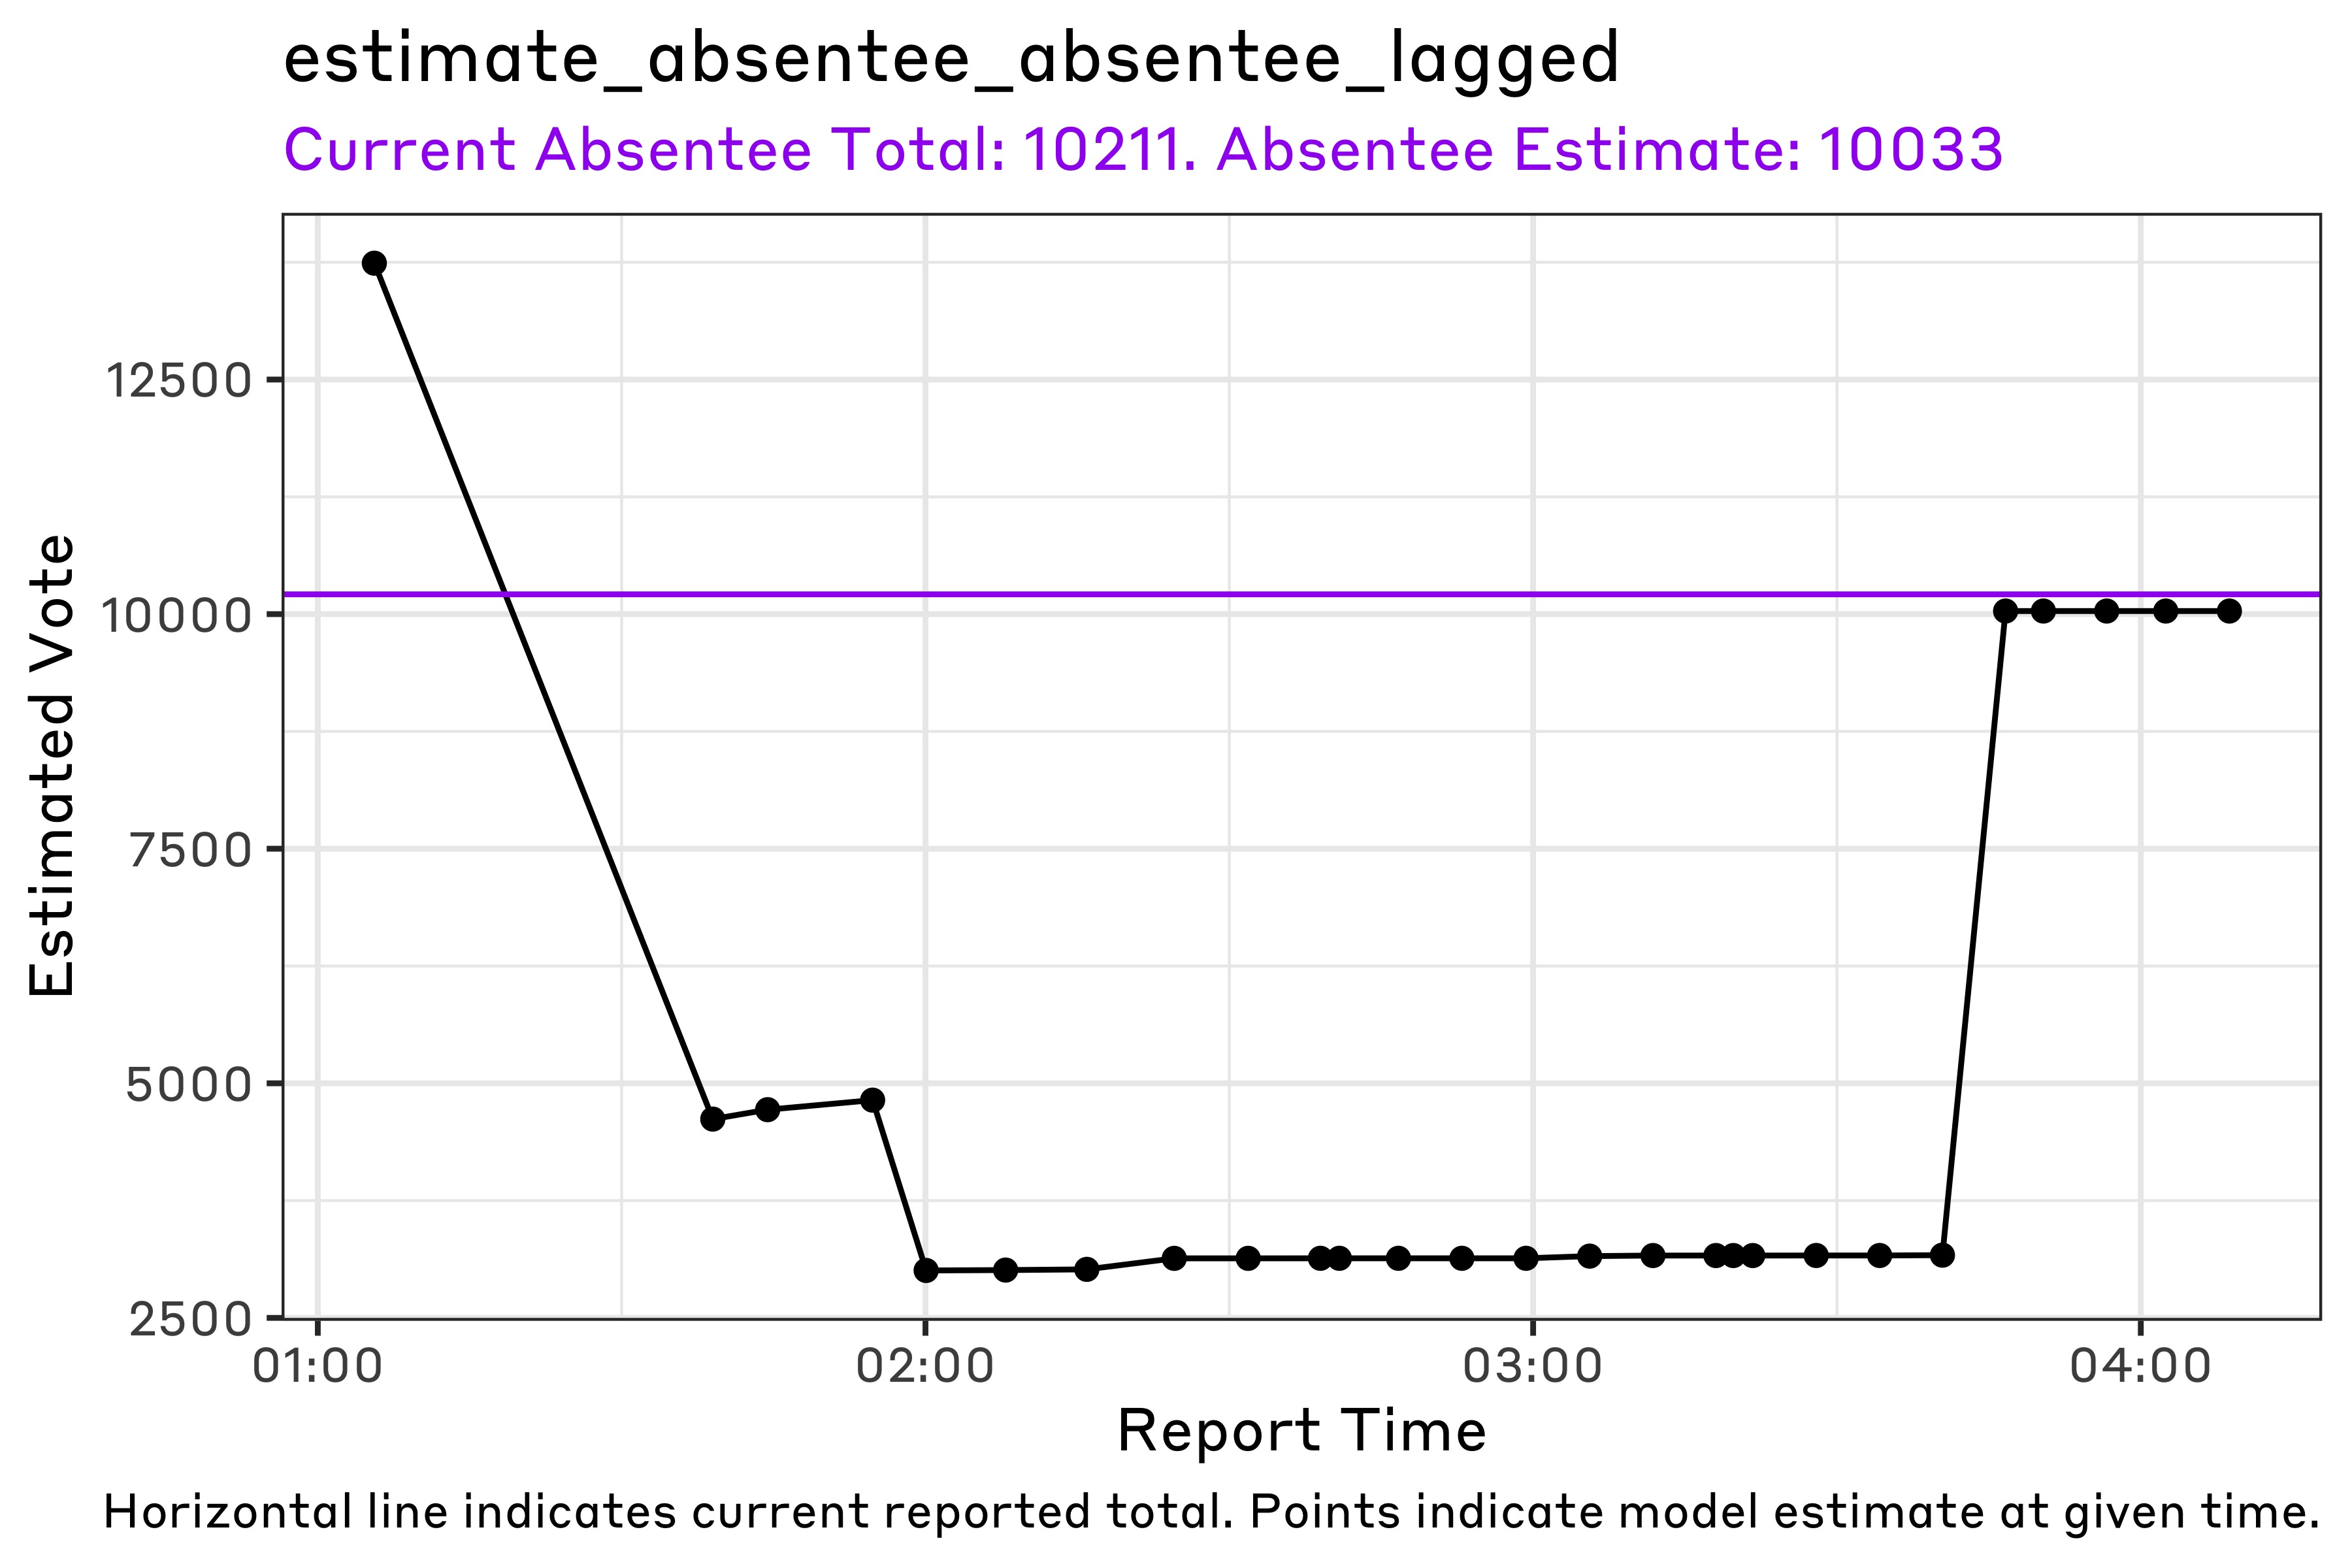 estimate_absentee_absentee_lagged
Current Absentee Total: 10211. Absentee Estimate: 10033
Estimated Vote
12500
10000
7500
5000
2500
01:00 02:00 03:00 04:00
Report Time
Horizontal line indicates current reported total. Points indicate model estimate at given time.